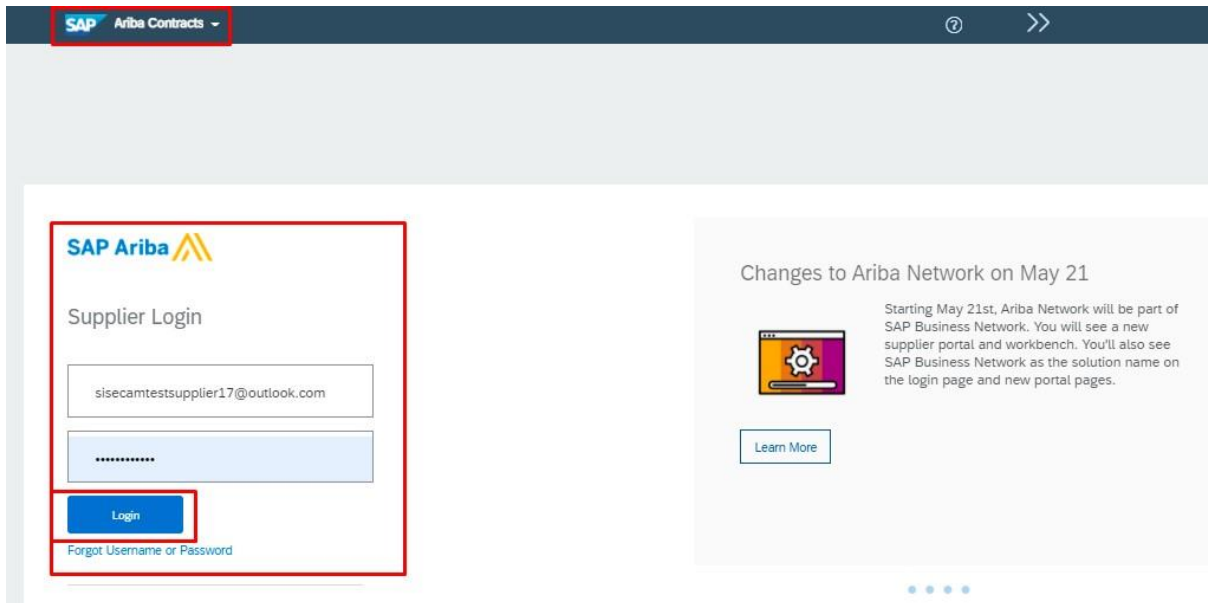 SAP Ariba Contracts
SAP Ariba
Supplier Login
sisecamtestsupplier17@outlook.com
••••••••••••
Login
Forgot Username or Password
Changes to Ariba Network on May 21
Starting May 21st, Ariba Network will be part of
SAP Business Network. You will see a new
supplier portal and workbench. You'll also see
SAP Business Network as the solution name on
the login page and new portal pages.
Learn More